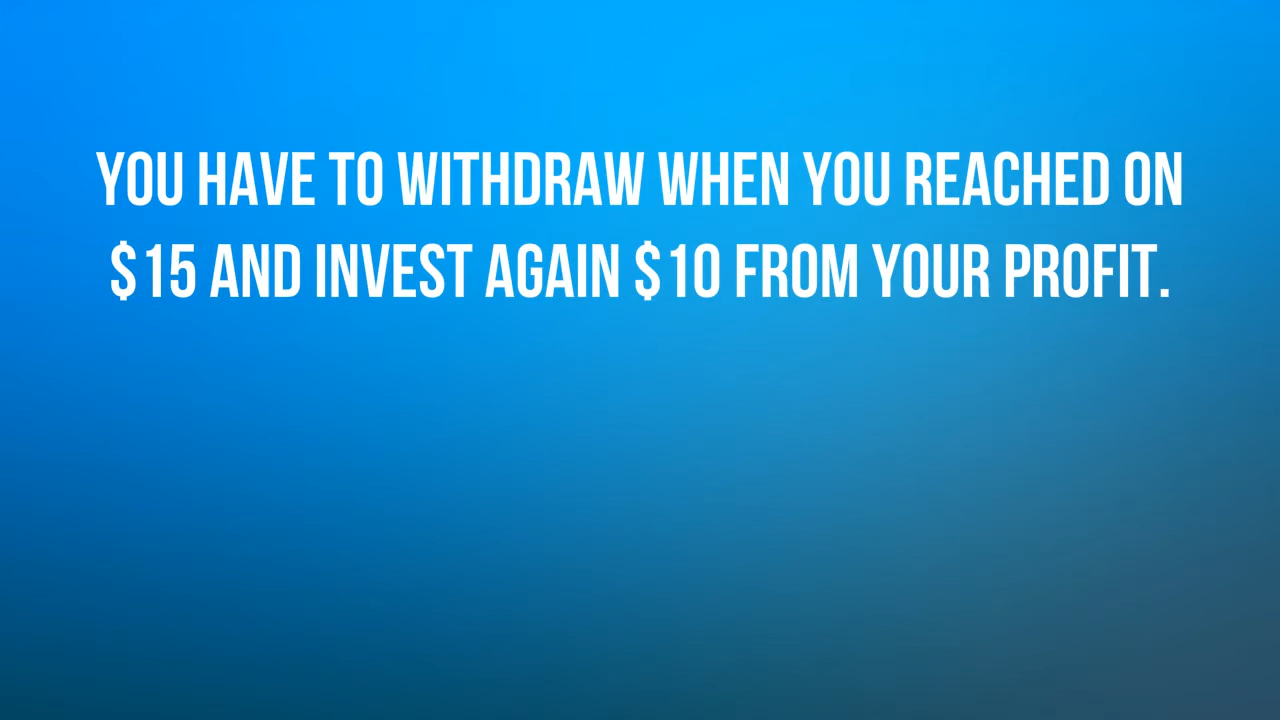 YOU HAVE TO WITHDRAW WHEN YOU REACHED ON
$15 AND INVEST AGAIN $10 FROM YOUR PROFIT.